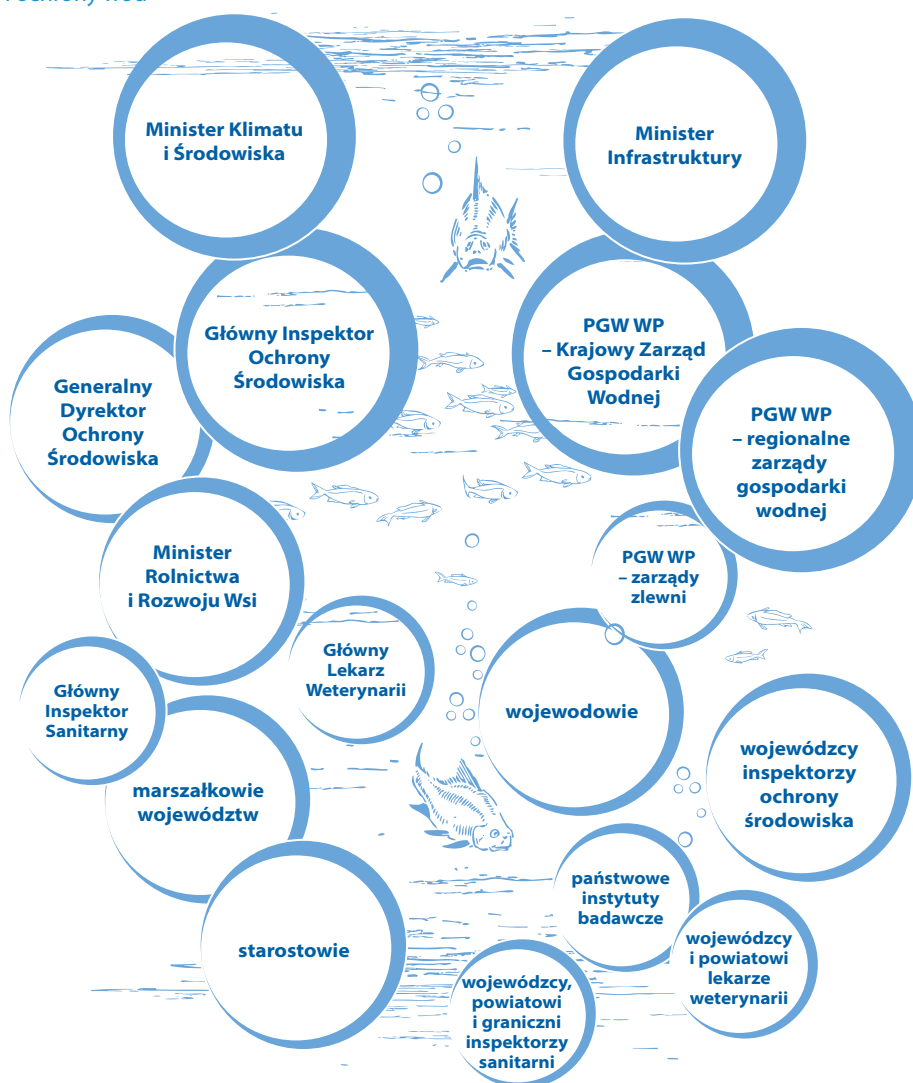 i ochrony wód
Minister Klimatu
i Środowiska
Minister
Infrastruktury
Główny Inspektor
Ochrony
Środowiska
PGW WP
– Krajowy Zarząd
Gospodarki
Wodnej
Generalny
Dyrektor
Ochrony
Środowiska
PGW WP
– regionalne
zarządy
gospodarki
wodnej
Minister
Rolnictwa
i Rozwoju Wsi
PGW WP
– zarządy
zlewni
Główny
Lekarz
Weterynarii
Główny
Inspektor
Sanitarny
wojewodowie
marszałkowie
województw
wojewódzcy
inspektorzy
ochrony
środowiska
państwowe
instytuty
badawcze
starostowie
wojewódzcy
i powiatowi
lekarze
weterynarii
wojewódzcy,
powiatowi
i graniczni
inspektorzy
sanitarni